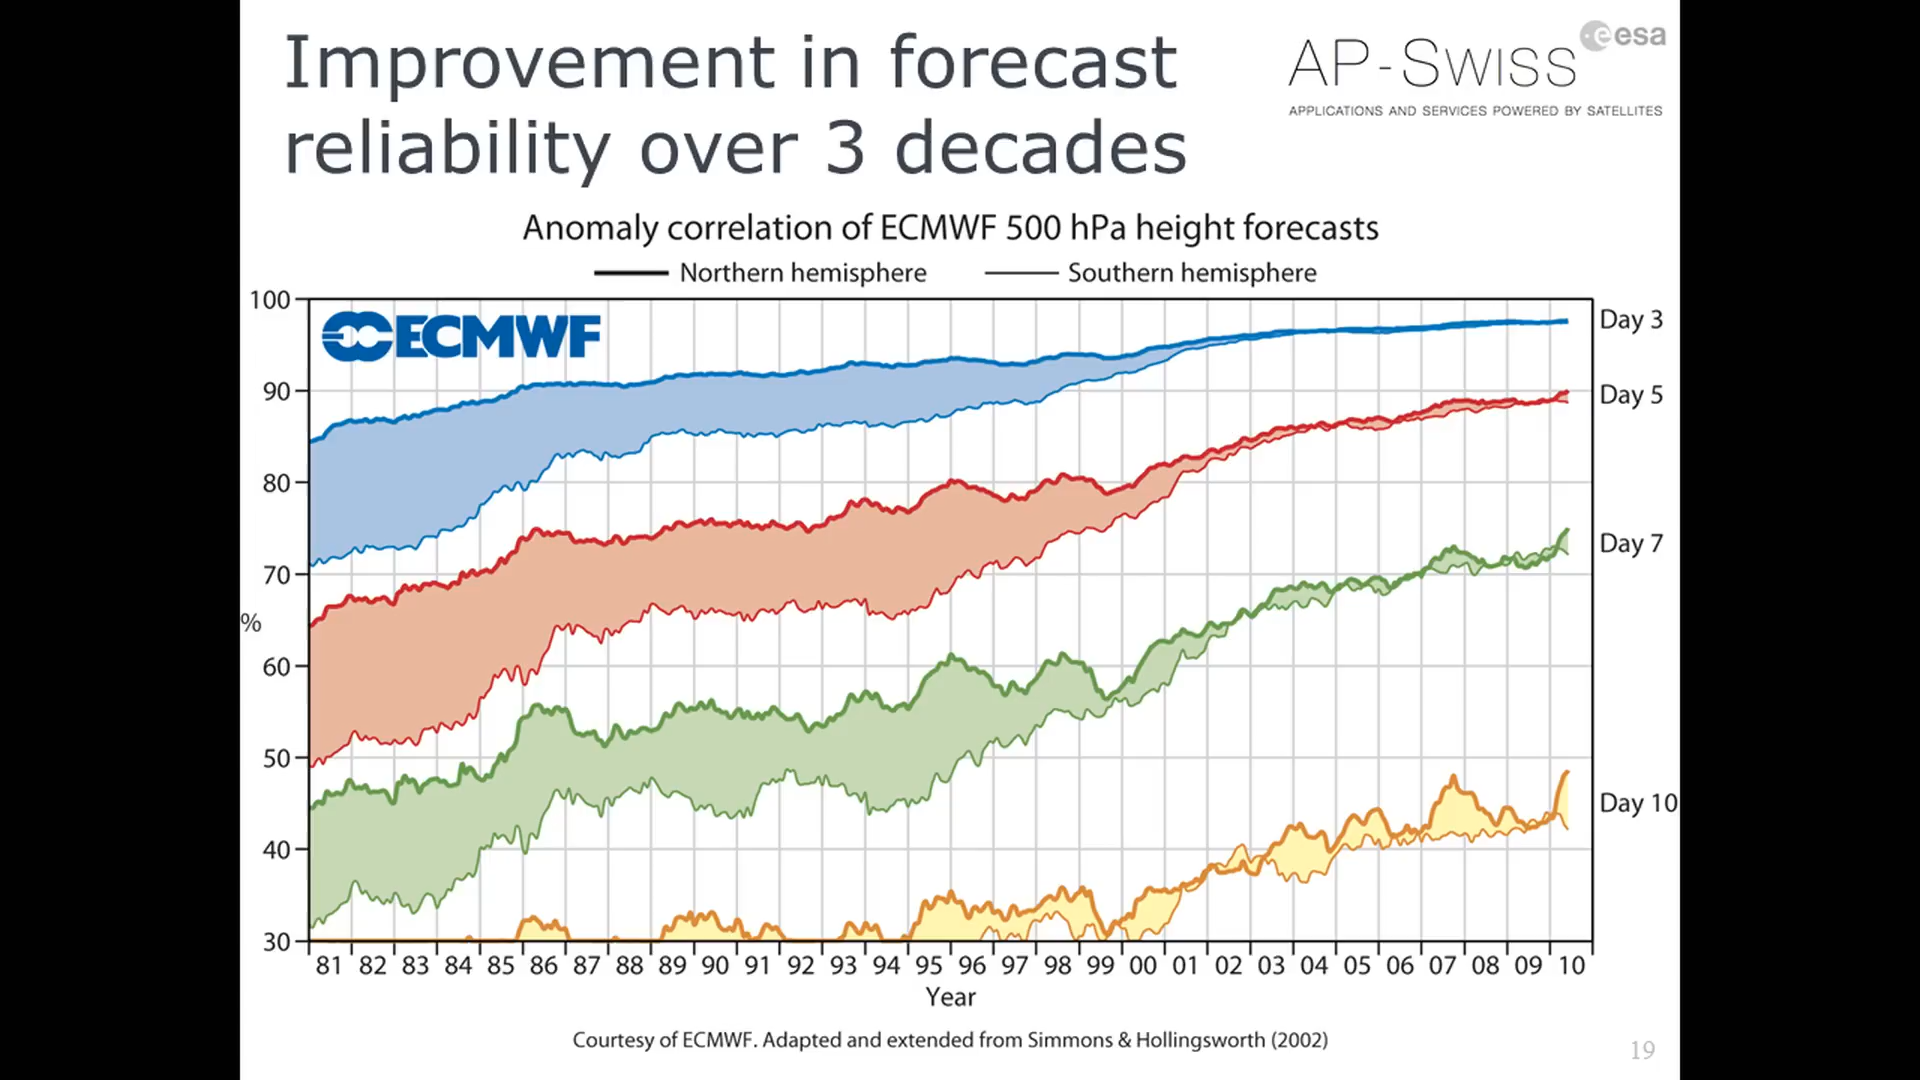 Improvement in forecast
reliability over 3 decades
esa
AP-SWISS
APPLICATIONS AND SERVICES POWERED BY SATELLITES
Anomaly correlation of ECMWF 500 hPa height forecasts
Northern hemisphere Southern hemisphere
ECMWF
100
90
80
70
60
50
40
30
%
Day 3
Day 5
Day 7
Day 10
81 82 83 84 85 86 87 88 89 90 91 92 93 94 95 96 97 98 99 00 01 02 03 04 05 06 07 08 09 10
Year
Courtesy of ECMWF. Adapted and extended from Simmons & Hollingsworth (2002)
19